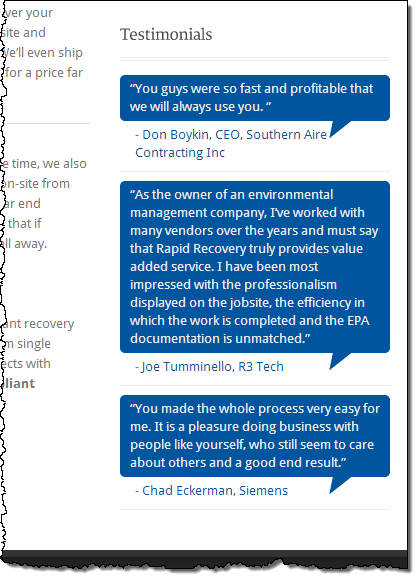 ver your
site and
We'll even ship
for a price far
e time, we also
on-site from
ar end
that if
all away.
ant recovery
m single
ects with
liant
Testimonials
“You guys were so fast and profitable that
we will always use you. ”
- Don Boykin, CEO, Southern Aire
Contracting Inc
“As the owner of an environmental
management company, I’ve worked with
many vendors over the years and must say
that Rapid Recovery truly provides value
added service. I have been most
impressed with the professionalism
displayed on the jobsite, the efficiency in
which the work is completed and the EPA
documentation is unmatched.”
- Joe Tumminello, R3 Tech
“You made the whole process very easy for
me. It is a pleasure doing business with
people like yourself, who still seem to care
about others and a good end result.”
- Chad Eckerman, Siemens